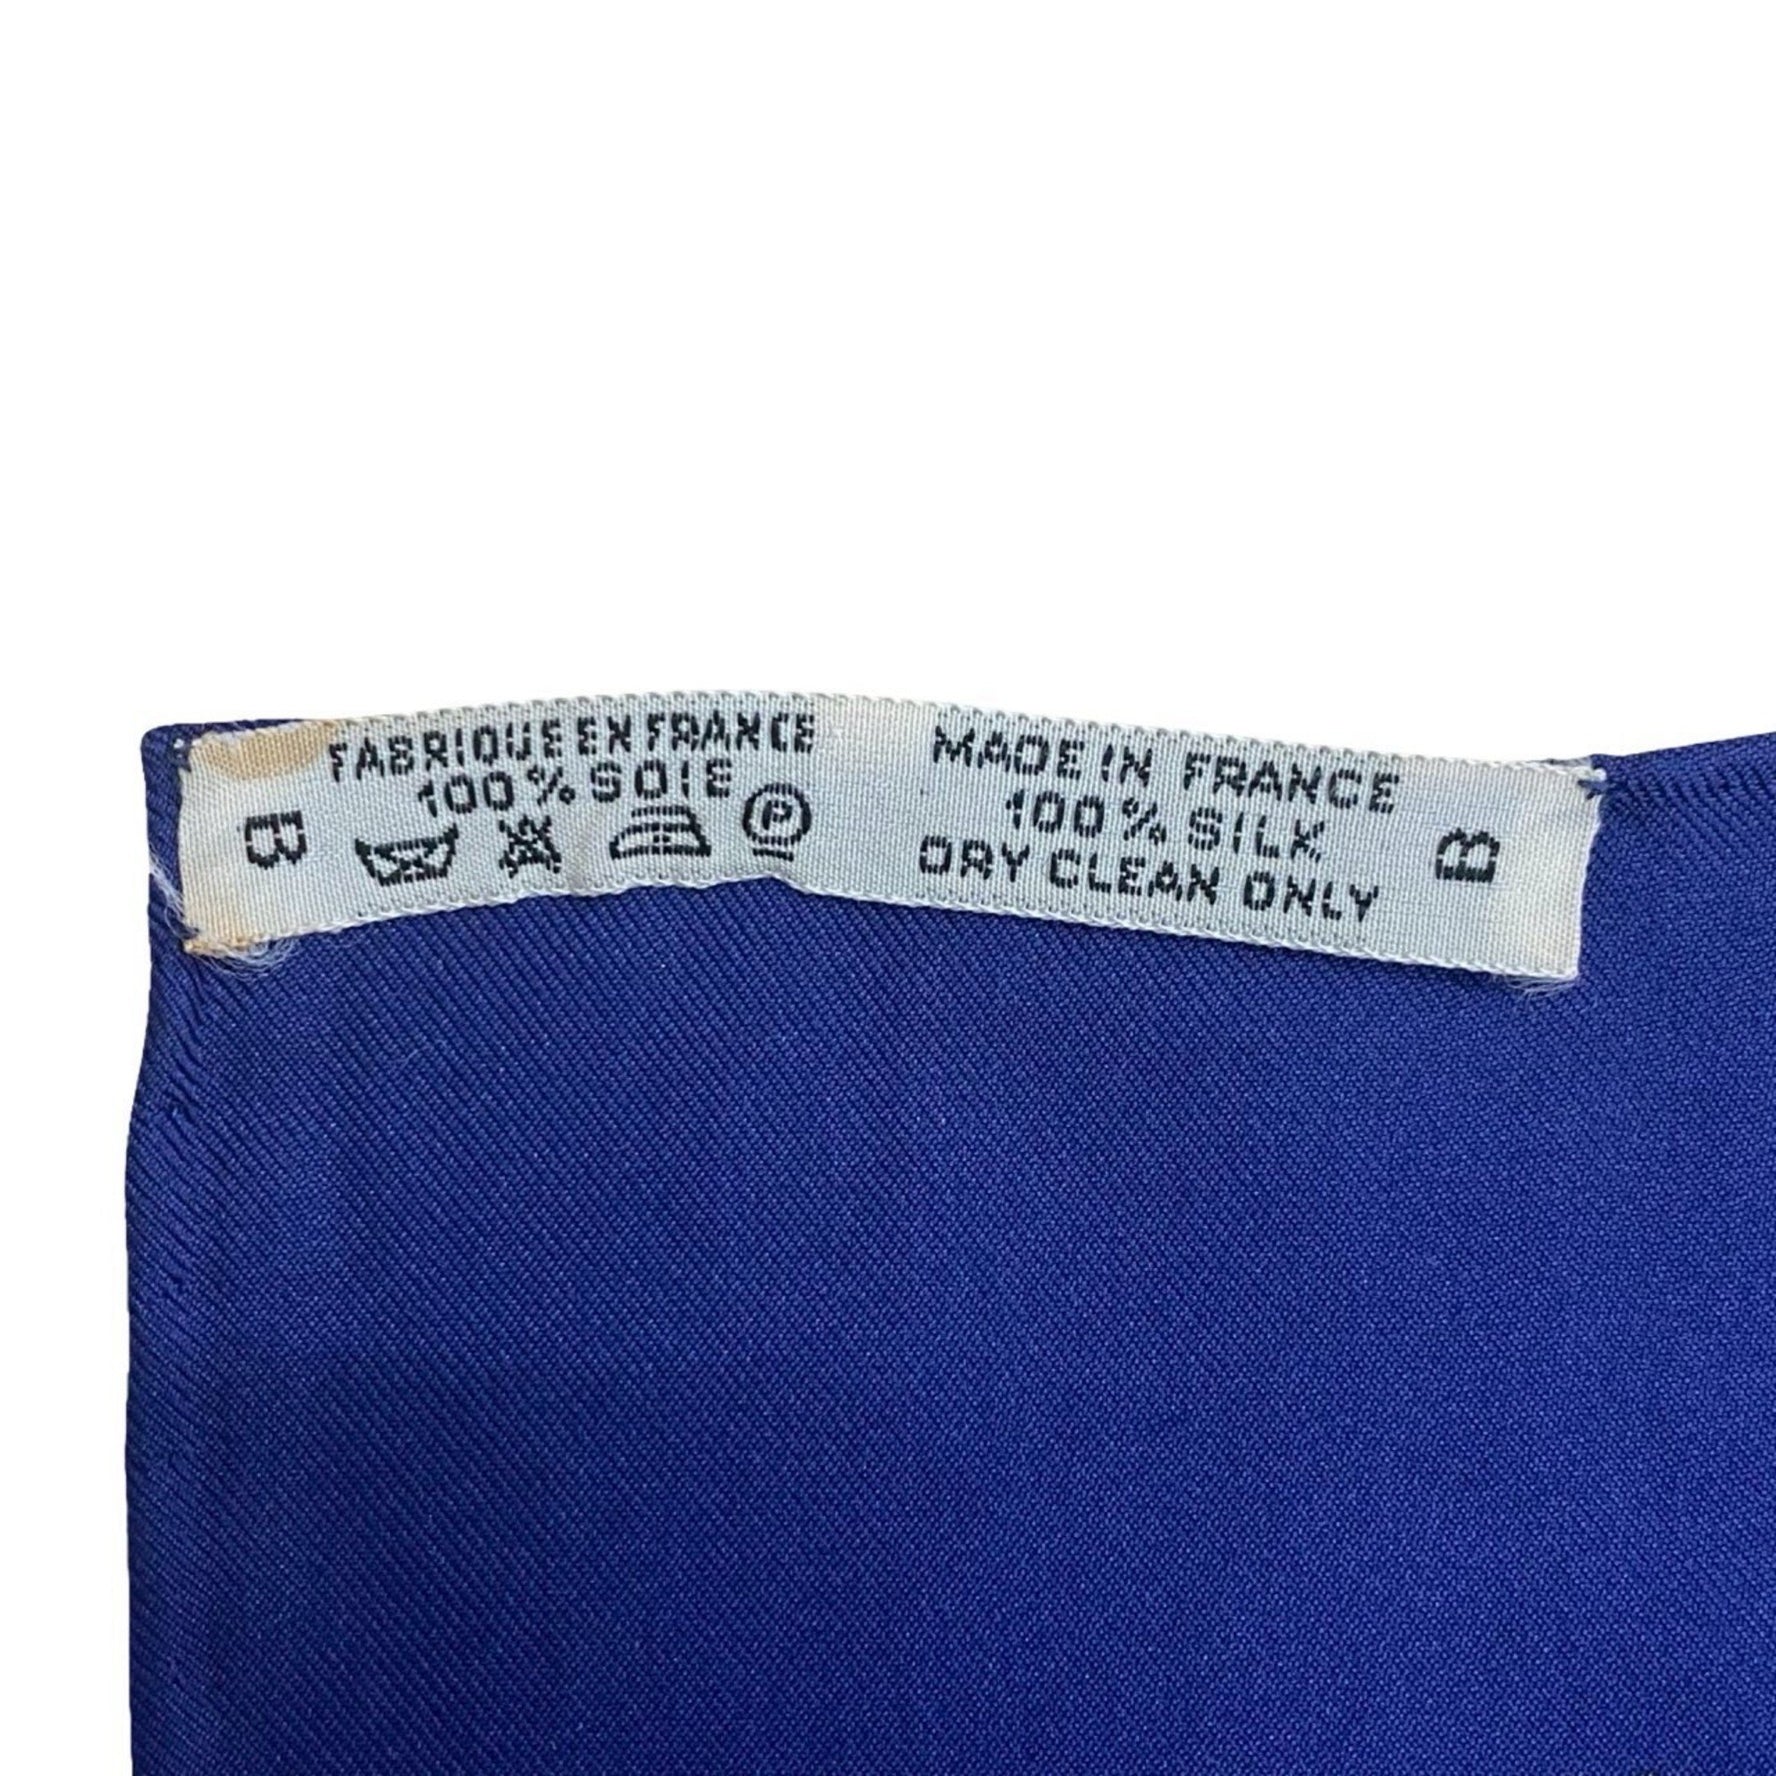 B
FABRIQUE EN FRANCE
100% SOIE
P
MADE IN FRANCE
100% SILK
DRY CLEAN ONLY
B